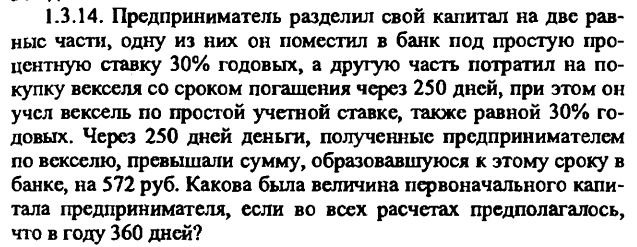 1.3.14. Предприниматель разделил свой капитал на две рав-
ные части, одну из них он поместил в банк под простую про-
центную ставку 30% годовых, а другую часть потратил на по-
купку векселя со сроком погашения через 250 дней, при этом он
учел вексель по простой учетной ставке, также равной 30% го-
довых. Через 250 дней деньги, полученные предпринимателем
по векселю, превышали сумму, образовавшуюся к этому сроку в
банке, на 572 руб. Какова была величина первоначального капи-
тала предпринимателя, если во всех расчетах предполагалось,
что в году 360 дней?